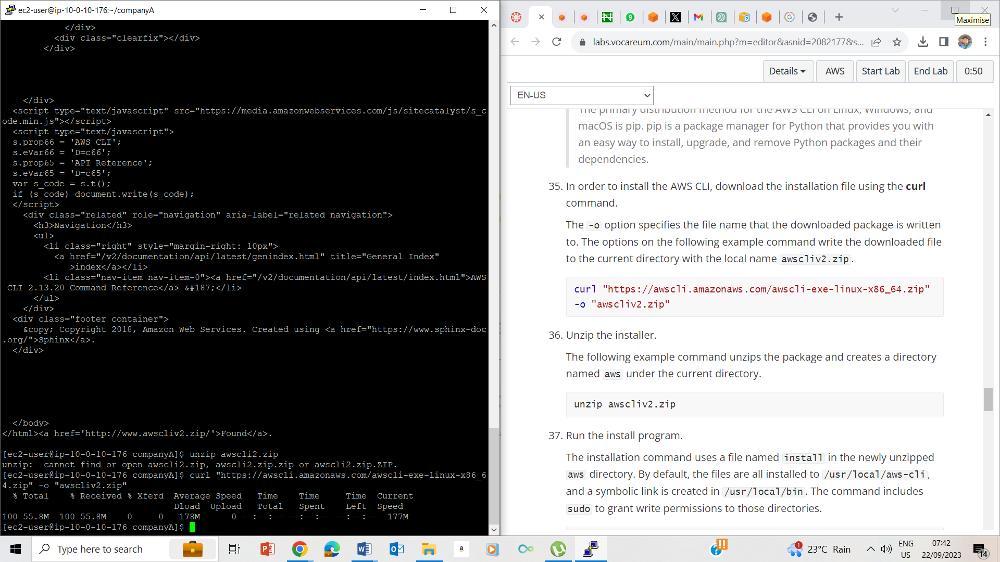 ec2-user@ip-10-0-10-176:~/companyA
</div>
<div class="clearfix"></div>
</div>
</div>
<script type="text/javascript" src="https://media.amazonwebservices.com/js/sitecatalyst/s_c
ode.min.js"></script>
<script type="text/javascript">
s.prop66 = 'AWS CLI';
s.eVar66 = 'D=c66';
s.prop65 = 'API Reference';
s.eVar65 = 'D=c65';
var s_code = s.t();
if (s_code) document.write(s_code);
</script>
<div class="related" role="navigation" aria-label="related navigation">
<h3>Navigation</h3>
<ul>
<li class="right" style="margin-right: 10px">
<a href="/v2/documentation/api/latest/genindex.html" title="General Index"
>index</a></li>
<li class="nav-item nav-item-0"><a href="/v2/documentation/api/latest/index.html">AWS
CLI 2.13.20 Command Reference</a> &#187;</li>
</ul>
</div>
<div class="footer container">
&copy; Copyright 2018, Amazon Web Services. Created using <a href="https://www.sphinx-doc
.org/">Sphinx</a>.
</div>
</body>
</html><a href='http://www.awscliv2.zip/'>Found</a>.
[ec2-user@ip-10-0-10-176 companyA]$ unzip awscli2.zip
unzip:  cannot find or open awscli2.zip, awscli2.zip.zip or awscli2.zip.ZIP.
[ec2-user@ip-10-0-10-176 companyA]$ curl "https://awscli.amazonaws.com/awscli-exe-linux-x86_6
4.zip" -o "awscliv2.zip"
% Total    % Received % Xferd  Average Speed   Time    Time     Time  Current
Dload  Upload   Total   Spent    Left  Speed
100 55.8M  100 55.8M    0     0   178M      0 --:--:-- --:--:-- --:--:--  177M
[ec2-user@ip-10-0-10-176 companyA]$
Maximise
labs.vocareum.com/main/main.php?m=editor&asnid=2082177&s...
Details AWS Start Lab End Lab 0:50
EN-US
The primary distribution method for the AWS CLI on Linux, Windows, and
macOS is pip. pip is a package manager for Python that provides you with
an easy way to install, upgrade, and remove Python packages and their
dependencies.
35. In order to install the AWS CLI, download the installation file using the curl
command.
The -o option specifies the file name that the downloaded package is written
to. The options on the following example command write the downloaded file
to the current directory with the local name awscliv2.zip.
curl "https://awscli.amazonaws.com/awscli-exe-linux-x86_64.zip"
-o "awscliv2.zip"
36. Unzip the installer.
The following example command unzips the package and creates a directory
named aws under the current directory.
unzip awscliv2.zip
37. Run the install program.
The installation command uses a file named install in the newly unzipped
aws directory. By default, the files are all installed to /usr/local/aws-cli,
and a symbolic link is created in /usr/local/bin. The command includes
sudo to grant write permissions to those directories.
Type here to search
23°C Rain
ENG
US
07:42
22/09/2023
14